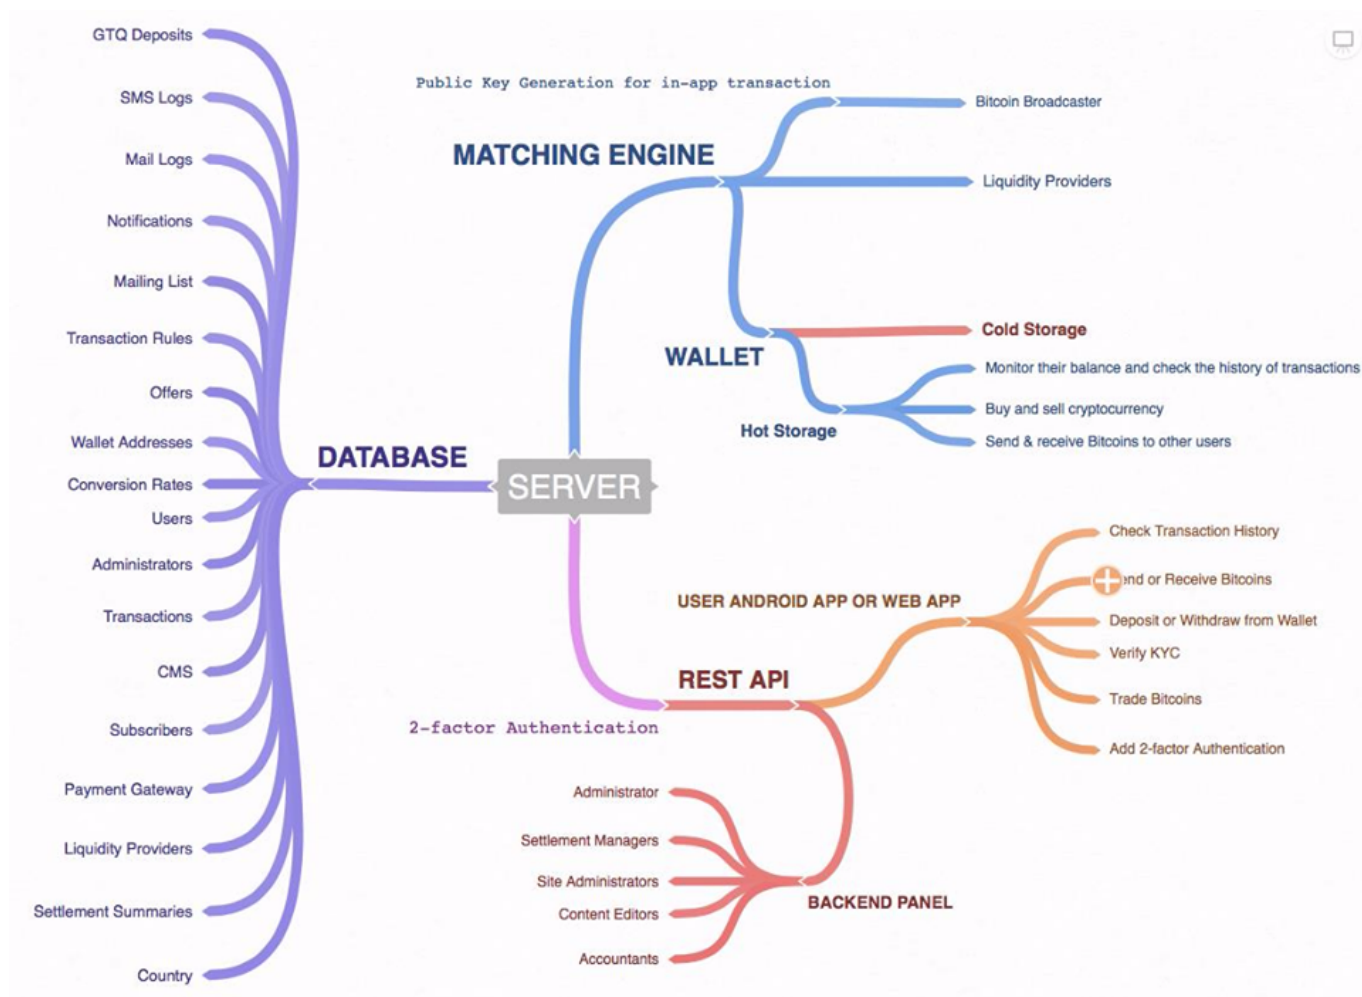 GTQ Deposits
SMS Logs
Mail Logs
Notifications
Mailing List
Transaction Rules
Offers
Wallet Addresses
Conversion Rates
Users
Administrators
Transactions
CMS
Subscribers
Payment Gateway
Liquidity Providers
Settlement Summaries
Country
DATABASE
SERVER
Public Key Generation for in-app transaction
MATCHING ENGINE
Bitcoin Broadcaster
Liquidity Providers
WALLET
Cold Storage
Hot Storage
Monitor their balance and check the history of transactions
Buy and sell cryptocurrency
Send & receive Bitcoins to other users
2-factor Authentication
REST API
USER ANDROID APP OR WEB APP
Check Transaction History
end or Receive Bitcoins
Deposit or Withdraw from Wallet
Verify KYC
Trade Bitcoins
Add 2-factor Authentication
BACKEND PANEL
Administrator
Settlement Managers
Site Administrators
Content Editors
Accountants